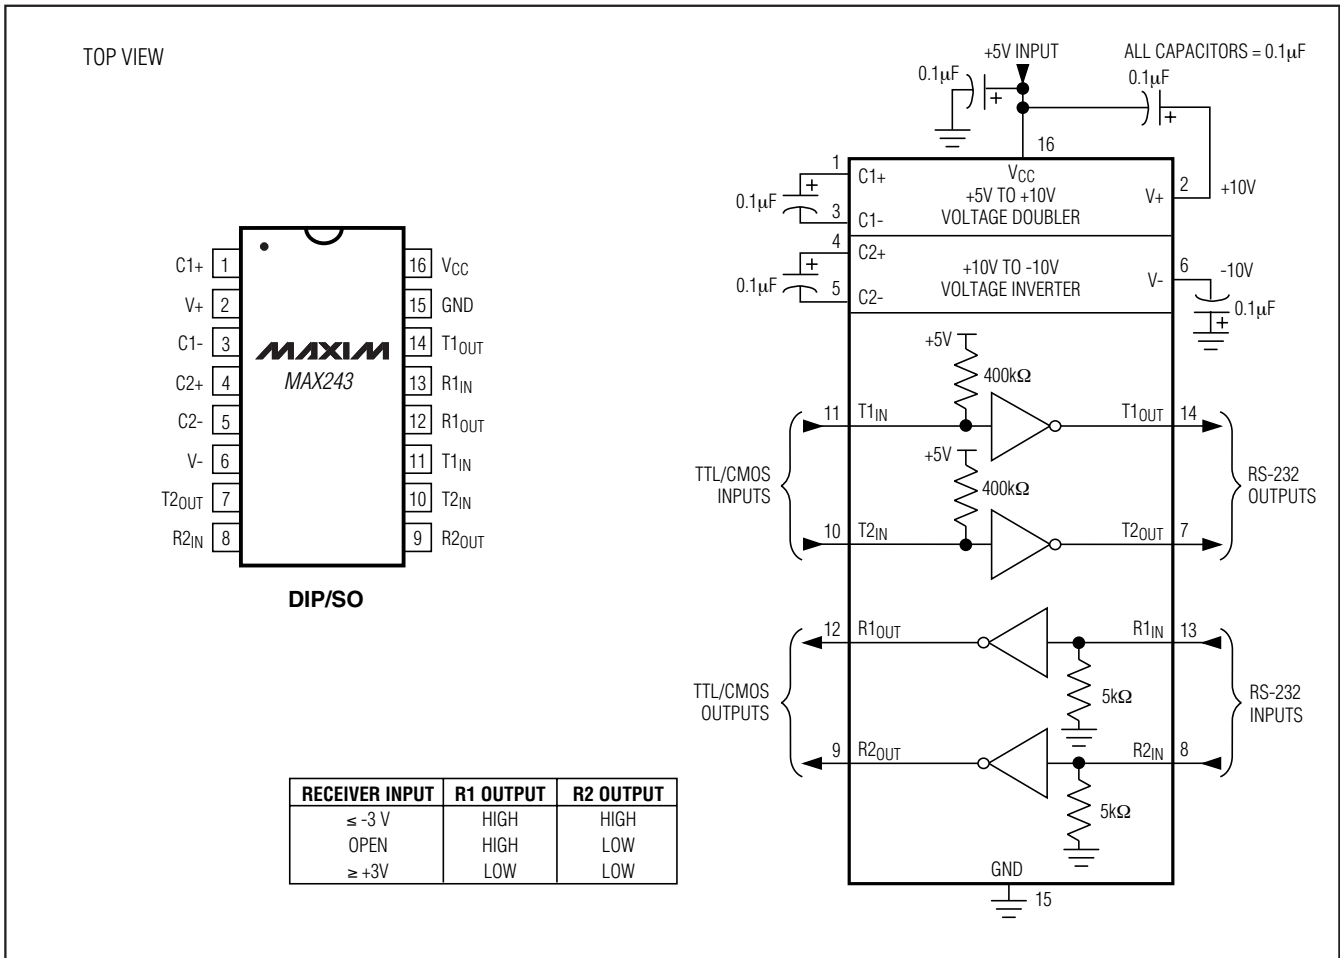 TOP VIEW
C1+ 1
V+ 2
C1- 3
C2+ 4
C2- 5
V- 6
T2OUT 7
R2IN 8
16 VCC
15 GND
14 T1OUT
13 R1IN
12 R1OUT
11 T1IN
10 T2IN
9 R2OUT
MAXIM
MAX243
DIP/SO
RECEIVER INPUT R1 OUTPUT R2 OUTPUT
≤ -3 V HIGH HIGH
OPEN HIGH LOW
≥ +3V LOW LOW
+5V INPUT
ALL CAPACITORS = 0.1µF
0.1µF
+
0.1µF
+
16
VCC
1
C1+
+
0.1µF
3
C1-
+5V TO +10V
VOLTAGE DOUBLER
V+
2
+10V
4
C2+
+
0.1µF
5
C2-
+10V TO -10V
VOLTAGE INVERTER
V-
6
-10V
0.1µF
+
+5V
400kΩ
11 T1IN
T1OUT 14
+5V
400kΩ
TTL/CMOS
INPUTS
RS-232
OUTPUTS
10 T2IN
T2OUT 7
12 R1OUT
R1IN 13
5kΩ
TTL/CMOS
OUTPUTS
RS-232
INPUTS
9 R2OUT
R2IN 8
5kΩ
GND
15